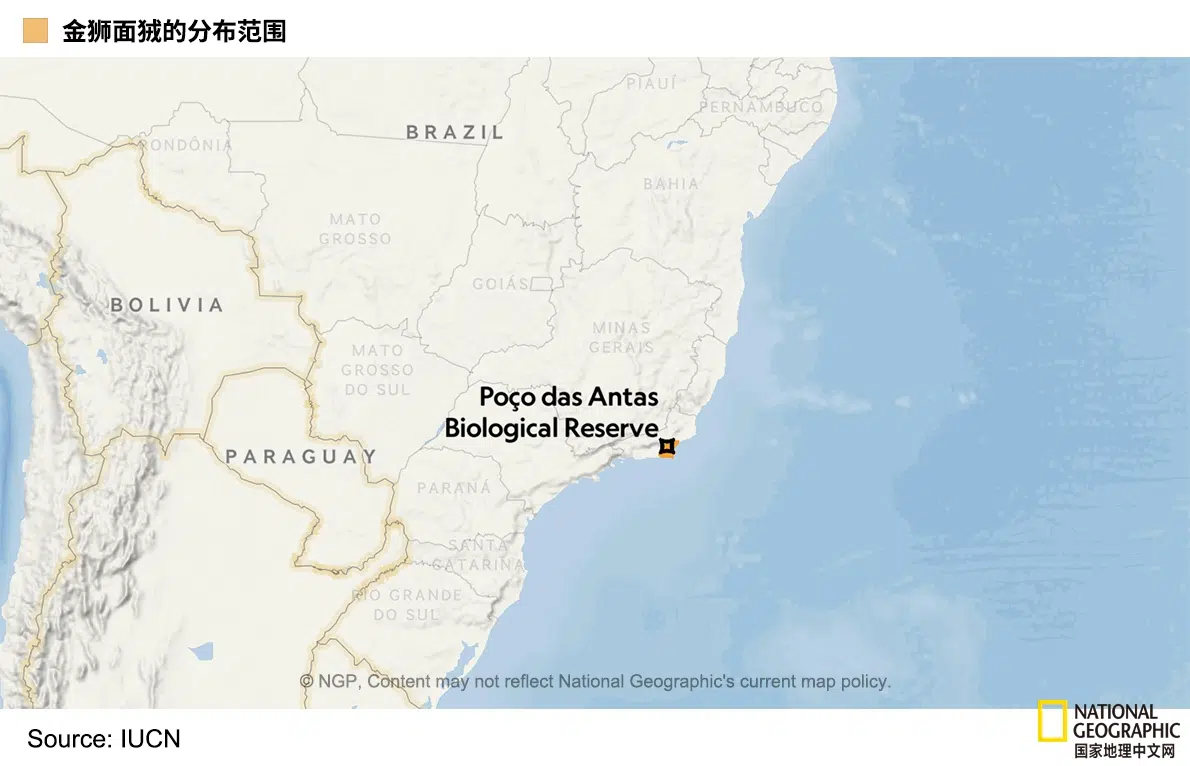 金狮面狨的分布范围
PIAUÍ
PERNAMBUCO
BRAZIL
RONDÔNIA
BAHIA
MATO
GROSSO
GOIÁS
BOLIVIA
MINAS
GERAIS
MATO
GROSSO
DO SUL
Poço das Antas
Biological Reserve
PARAGUAY
PARANÁ
SANTA
CATARINA
RIO GRANDE
DO SUL
© NGP, Content may not reflect National Geographic's current map policy.
Source: IUCN
NATIONAL
GEOGRAPHIC
国家地理中文网